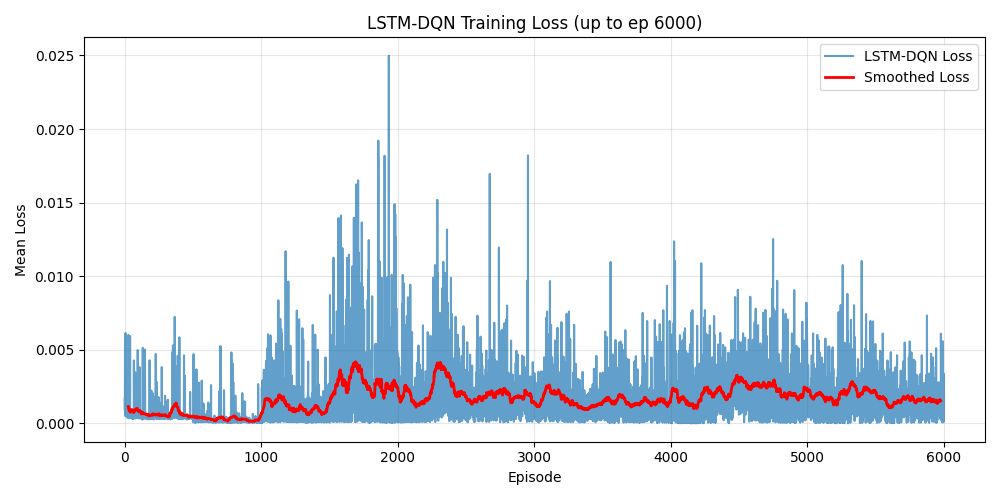 LSTM-DQN Training Loss (up to ep 6000)
LSTM-DQN Loss
Smoothed Loss
Mean Loss
0.025
0.020
0.015
0.010
0.005
0.000
0
1000
2000
3000
4000
5000
6000
Episode